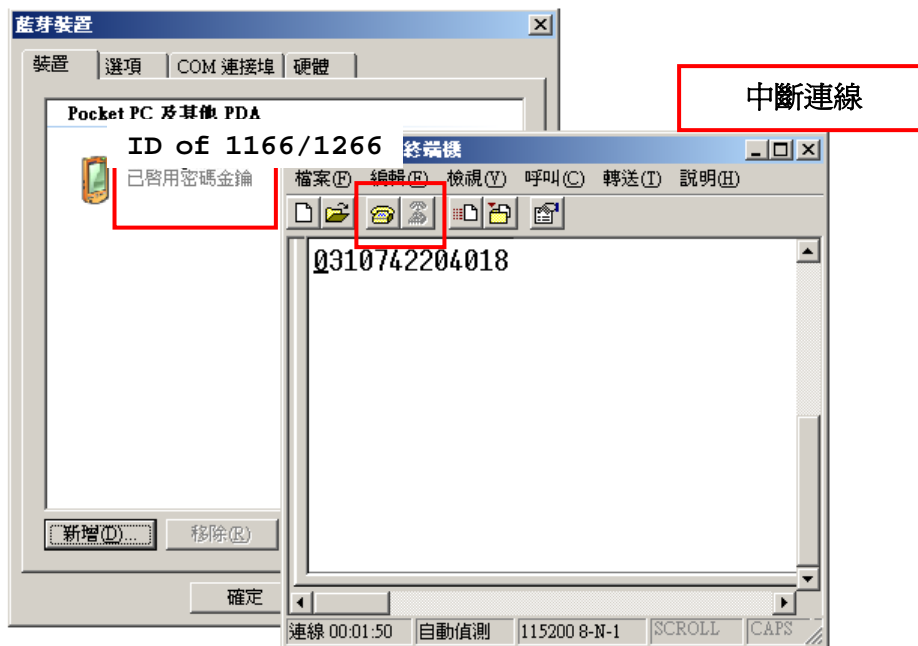 藍芽裝置
裝置 選項 COM 連接埠 硬體
Pocket PC 及其他 PDA
ID of 1166/1266
已啓用密碼金鑰
新增(D)... 移除(R)
確定
中斷連線
終端機
檔案(F) 編輯(E) 檢視(V) 呼叫(C) 轉送(T) 說明(H)
0310742204018
連線 00:01:50 自動偵測 115200 8-N-1 SCROLL CAPS